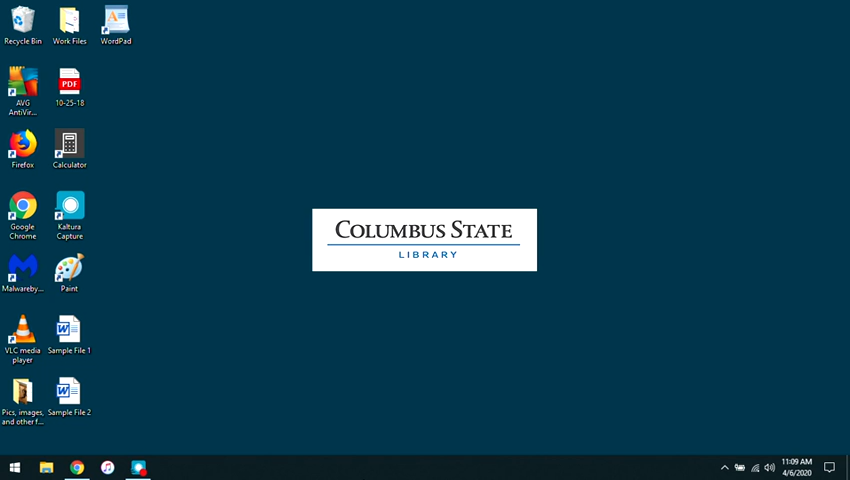 Recycle Bin
Work Files
WordPad
AVG
AntiVir...
PDF
10-25-18
Firefox
Calculator
Google
Chrome
Kaltura
Capture
Malwareby...
Paint
VLC media
player
Sample File 1
Pics, images,
and other f...
Sample File 2
COLUMBUS STATE
LIBRARY
11:09 AM
4/6/2020